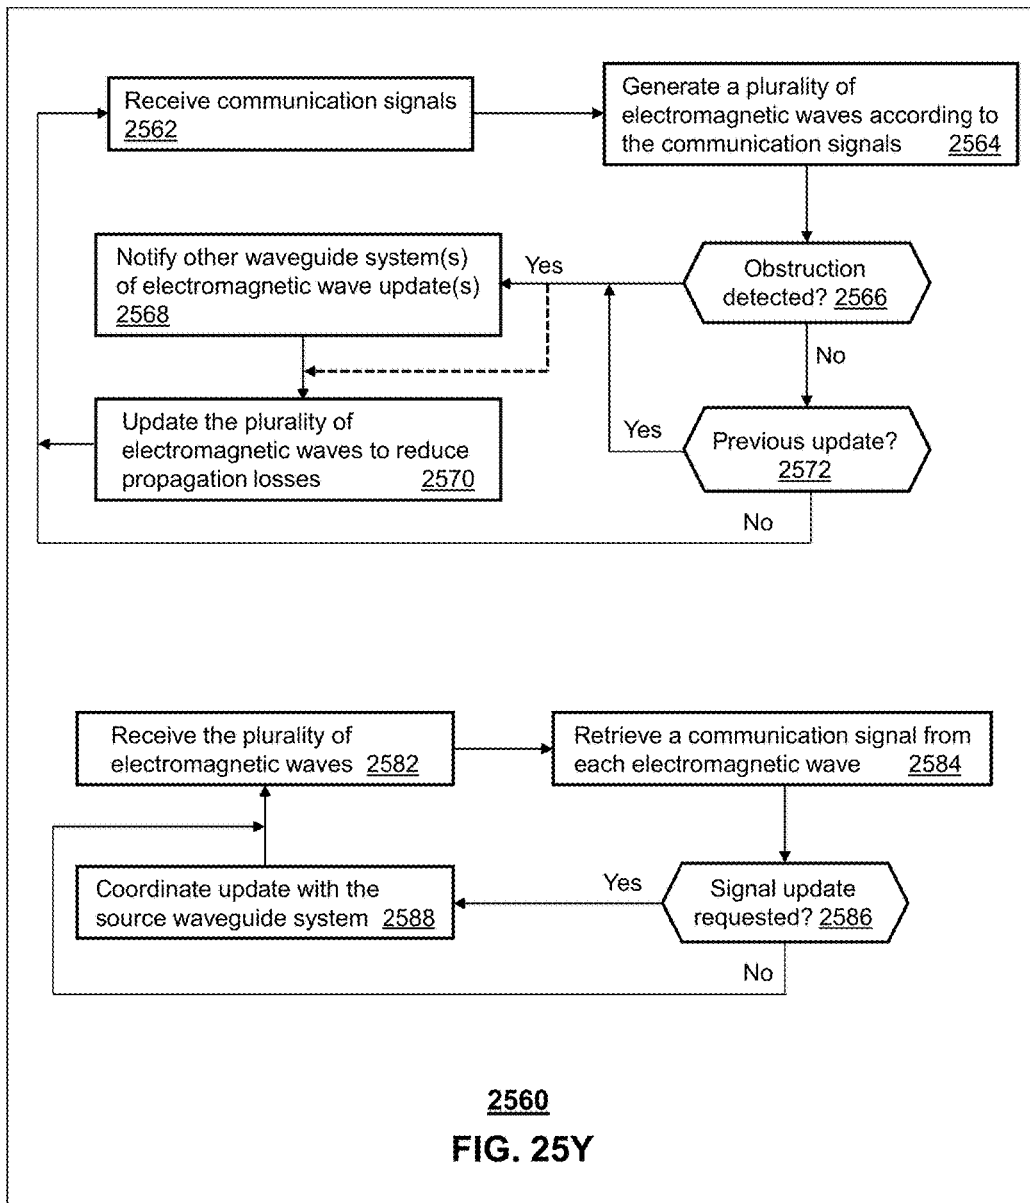 Receive communication signals
2562
Generate a plurality of
electromagnetic waves according to
the communication signals 2564
Notify other waveguide system(s)
of electromagnetic wave update(s)
2568
Yes
Obstruction
detected? 2566
No
Update the plurality of
electromagnetic waves to reduce
propagation losses 2570
Yes
Previous update?
2572
No
Receive the plurality of
electromagnetic waves 2582
Retrieve a communication signal from
each electromagnetic wave 2584
Coordinate update with the
source waveguide system 2588
Yes
Signal update
requested? 2586
No
2560
FIG. 25Y